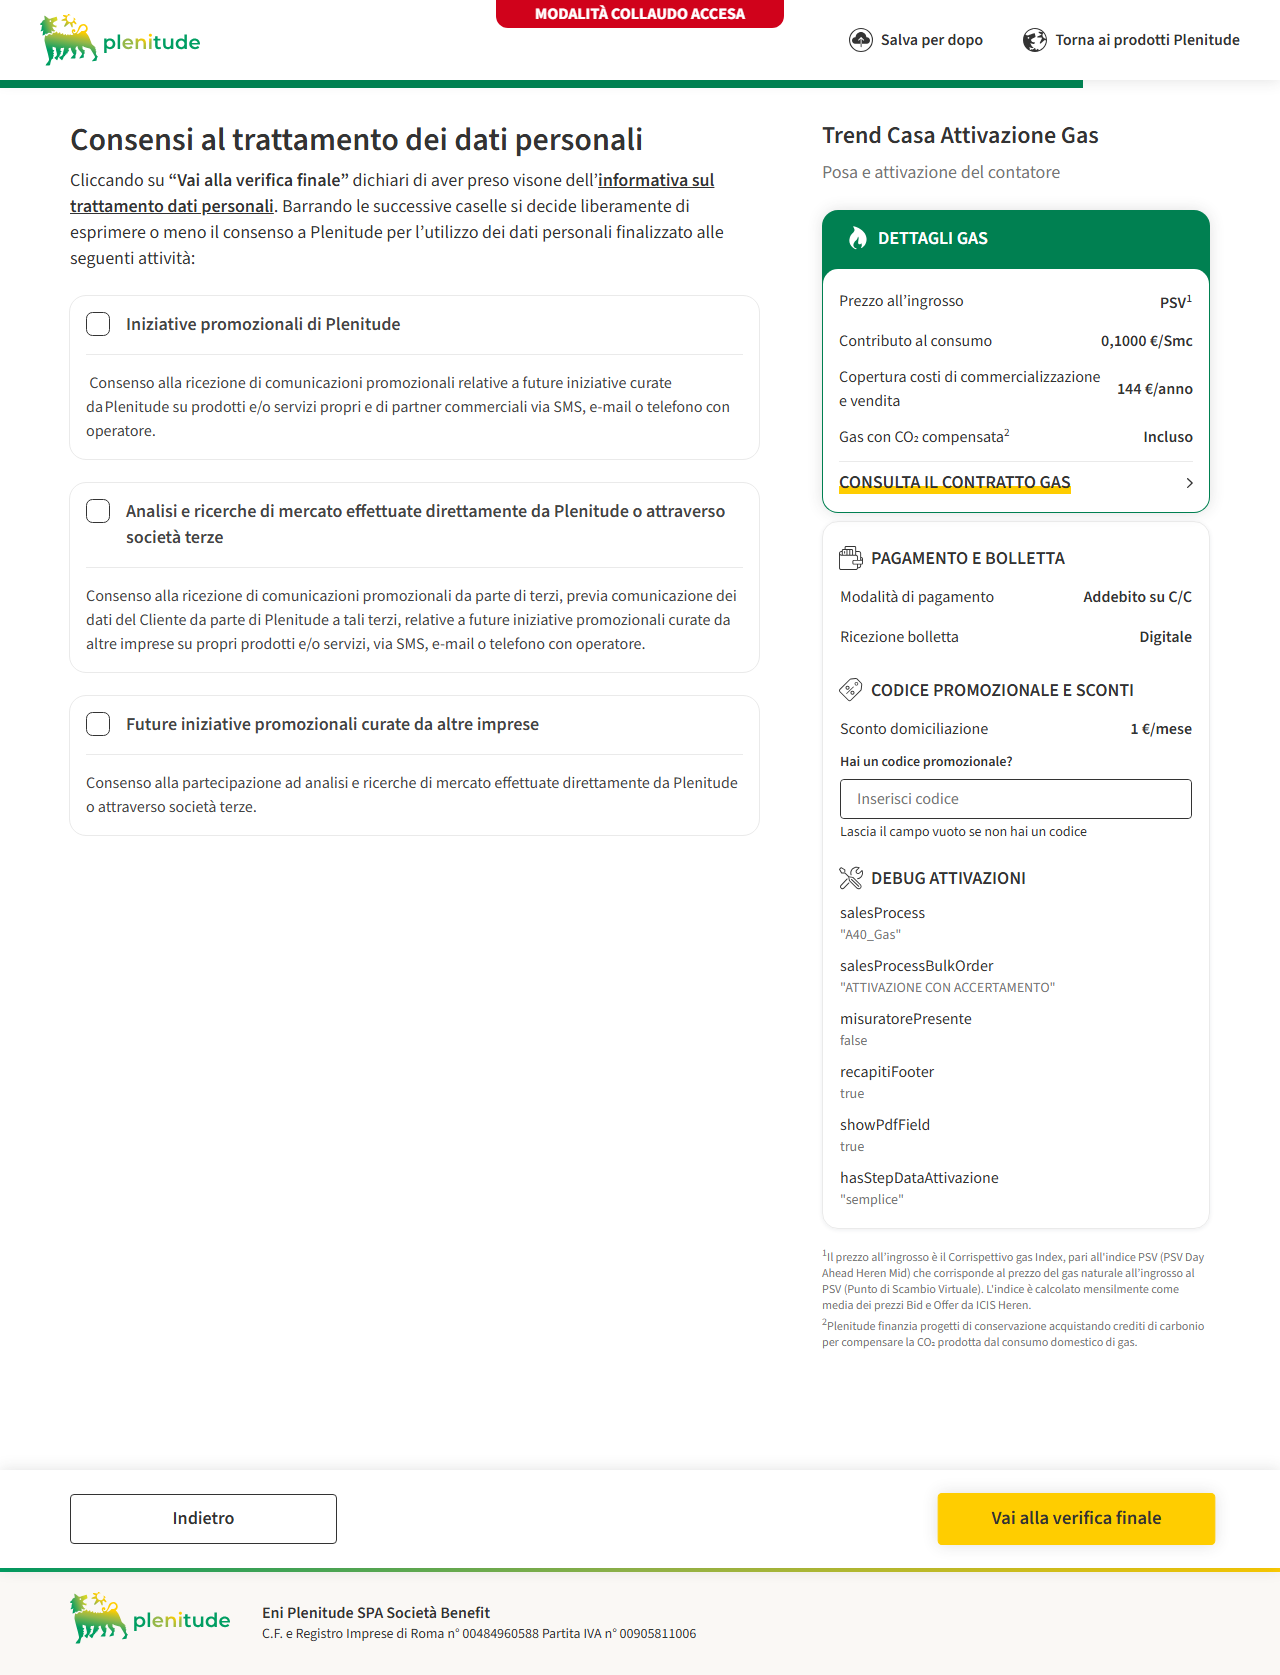 MODALITÀ COLLAUDO ACCESA
plenitude
Salva per dopo
Torna ai prodotti Plenitude
Consensi al trattamento dei dati personali
Cliccando su “Vai alla verifica finale” dichiari di aver preso visone dell’informativa sul
trattamento dati personali. Barrando le successive caselle si decide liberamente di
esprimere o meno il consenso a Plenitude per l’utilizzo dei dati personali finalizzato alle
seguenti attività:
Iniziative promozionali di Plenitude
Consenso alla ricezione di comunicazioni promozionali relative a future iniziative curate
da Plenitude su prodotti e/o servizi propri e di partner commerciali via SMS, e-mail o telefono con
operatore.
Analisi e ricerche di mercato effettuate direttamente da Plenitude o attraverso
società terze
Consenso alla ricezione di comunicazioni promozionali da parte di terzi, previa comunicazione dei
dati del Cliente da parte di Plenitude a tali terzi, relative a future iniziative promozionali curate da
altre imprese su propri prodotti e/o servizi, via SMS, e-mail o telefono con operatore.
Future iniziative promozionali curate da altre imprese
Consenso alla partecipazione ad analisi e ricerche di mercato effettuate direttamente da Plenitude
o attraverso società terze.
Trend Casa Attivazione Gas
Posa e attivazione del contatore
DETTAGLI GAS
Prezzo all’ingrosso PSV¹
Contributo al consumo 0,1000 €/Smc
Copertura costi di commercializzazione
e vendita 144 €/anno
Gas con CO₂ compensata² Incluso
CONSULTA IL CONTRATTO GAS
PAGAMENTO E BOLLETTA
Modalità di pagamento Addebito su C/C
Ricezione bolletta Digitale
CODICE PROMOZIONALE E SCONTI
Sconto domiciliazione 1 €/mese
Hai un codice promozionale?
Inserisci codice
Lascia il campo vuoto se non hai un codice
DEBUG ATTIVAZIONI
salesProcess
"A40_Gas"
salesProcessBulkOrder
"ATTIVAZIONE CON ACCERTAMENTO"
misuratorePresente
false
recapitiFooter
true
showPdfField
true
hasStepDataAttivazione
"semplice"
¹Il prezzo all’ingrosso è il Corrispettivo gas Index, pari all’indice PSV (PSV Day
Ahead Heren Mid) che corrisponde al prezzo del gas naturale all’ingrosso al
PSV (Punto di Scambio Virtuale). L’indice è calcolato mensilmente come
media dei prezzi Bid e Offer da ICIS Heren.
²Plenitude finanzia progetti di conservazione acquistando crediti di carbonio
per compensare la CO₂ prodotta dal consumo domestico di gas.
Indietro
Vai alla verifica finale
plenitude
Eni Plenitude SPA Società Benefit
C.F. e Registro Imprese di Roma n° 00484960588 Partita IVA n° 00905811006